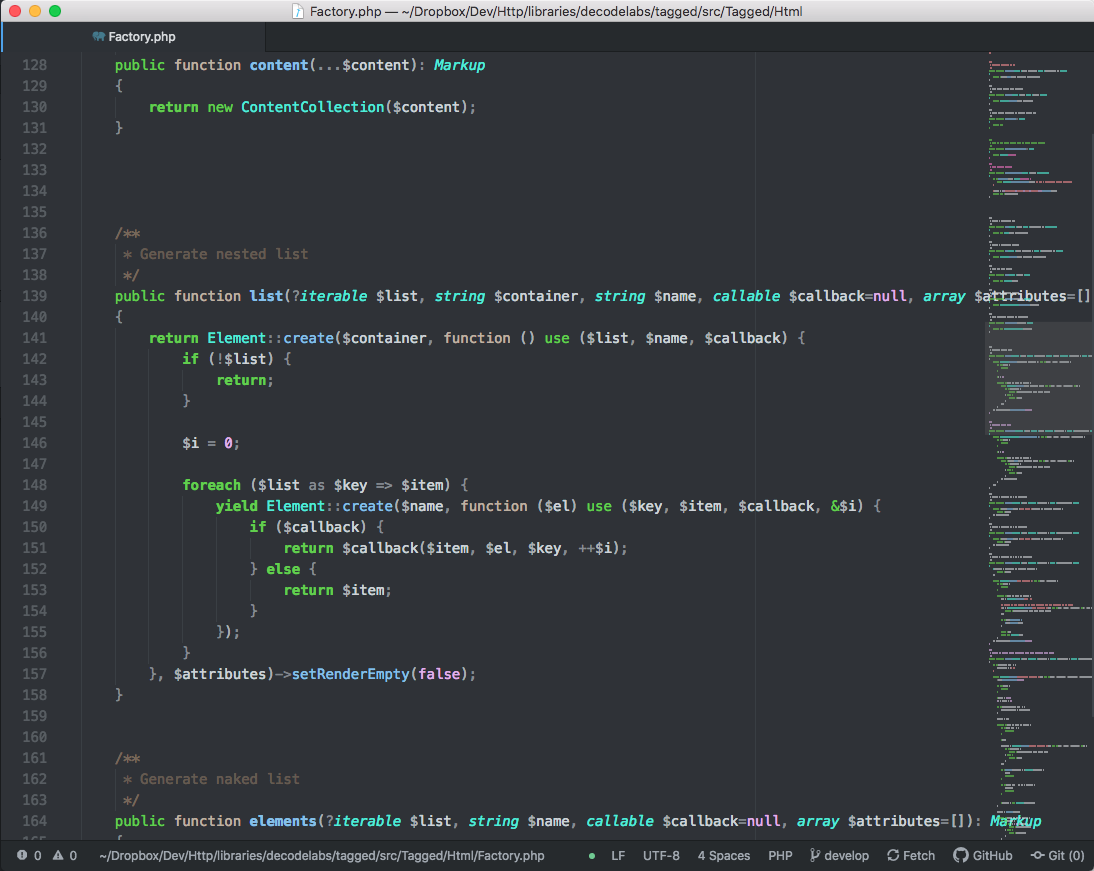 Factory.php — ~/Dropbox/Dev/Http/libraries/decodelabs/tagged/src/Tagged/Html
Factory.php
128 public function content(...$content): Markup
129 {
130 return new ContentCollection($content);
131 }
132
133
134
135
136 /**
137 * Generate nested list
138 */
139 public function list(?iterable $list, string $container, string $name, callable $callback=null, array $attributes=[]
140 {
141 return Element::create($container, function () use ($list, $name, $callback) {
142 if (!$list) {
143 return;
144 }
145
146 $i = 0;
147
148 foreach ($list as $key => $item) {
149 yield Element::create($name, function ($el) use ($key, $item, $callback, &$i) {
150 if ($callback) {
151 return $callback($item, $el, $key, ++$i);
152 } else {
153 return $item;
154 }
155 });
156 }
157 }, $attributes)->setRenderEmpty(false);
158 }
159
160
161 /**
162 * Generate naked list
163 */
164 public function elements(?iterable $list, string $name, callable $callback=null, array $attributes=[]): Markup
165 {
0 0 ~/Dropbox/Dev/Http/libraries/decodelabs/tagged/src/Tagged/Html/Factory.php LF UTF-8 4 Spaces PHP develop Fetch GitHub Git (0)